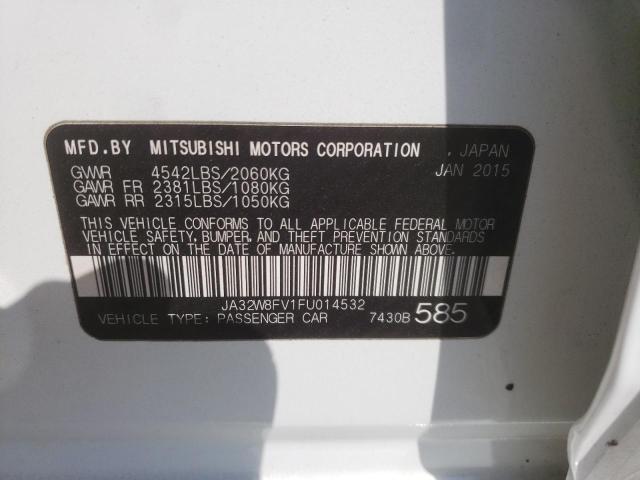 MFD.BY MITSUBISHI MOTORS CORPORATION , JAPAN
GVWR 4542LBS/2060KG JAN 2015
GAWR FR 2381LBS/1080KG
GAWR RR 2315LBS/1050KG
THIS VEHICLE CONFORMS TO ALL APPLICABLE FEDERAL MOTOR
VEHICLE SAFETY, BUMPER, AND THEFT PREVENTION STANDARDS
IN EFFECT ON THE DATE OF MANUFACTURE SHOWN ABOVE.
JA32W8FV1FU014532
VEHICLE TYPE: PASSENGER CAR 7430B 585